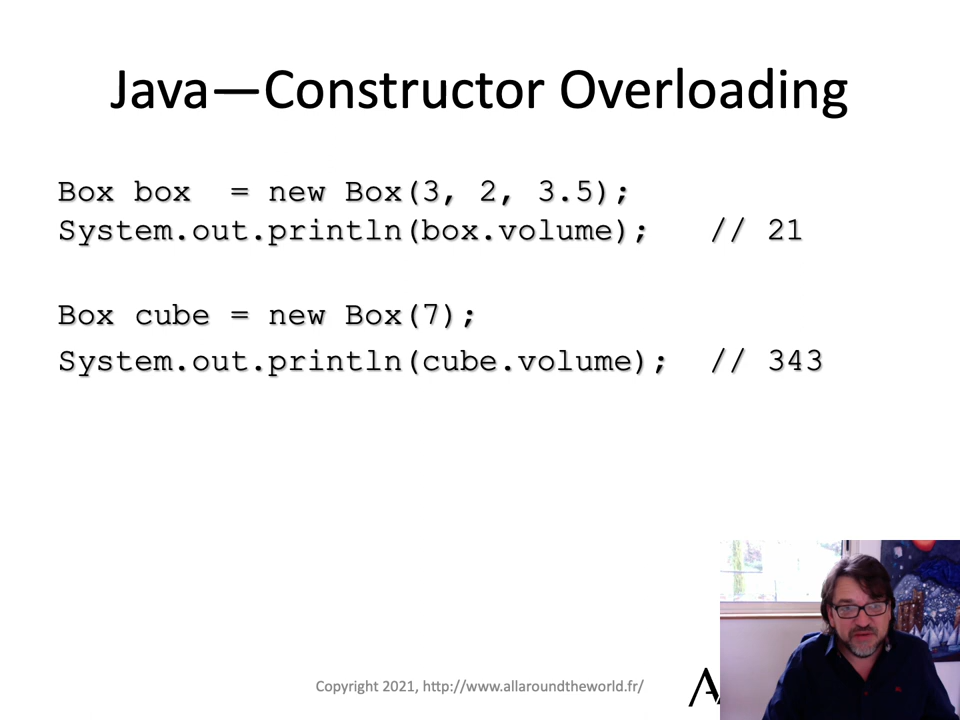 Java—Constructor Overloading
Box box  = new Box(3, 2, 3.5);
System.out.println(box.volume);   // 21
Box cube = new Box(7);
System.out.println(cube.volume);  // 343
Copyright 2021, http://www.allaroundtheworld.fr/